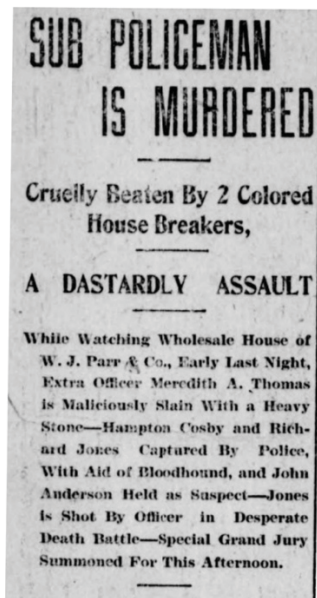 SUB POLICEMAN
IS MURDERED
Cruelly Beaten By 2 Colored
House Breakers,
A DASTARDLY ASSAULT
While Watching Wholesale House of
W. J. Parr & Co., Early Last Night,
Extra Officer Meredith A. Thomas
is Maliciously Slain With a Heavy
Stone—Hampton Cosby and Rich-
ard Jones Captured By Police,
With Aid of Bloodhound, and John
Anderson Held as Suspect—Jones
is Shot By Officer in Desperate
Death Battle—Special Grand Jury
Summoned For This Afternoon.